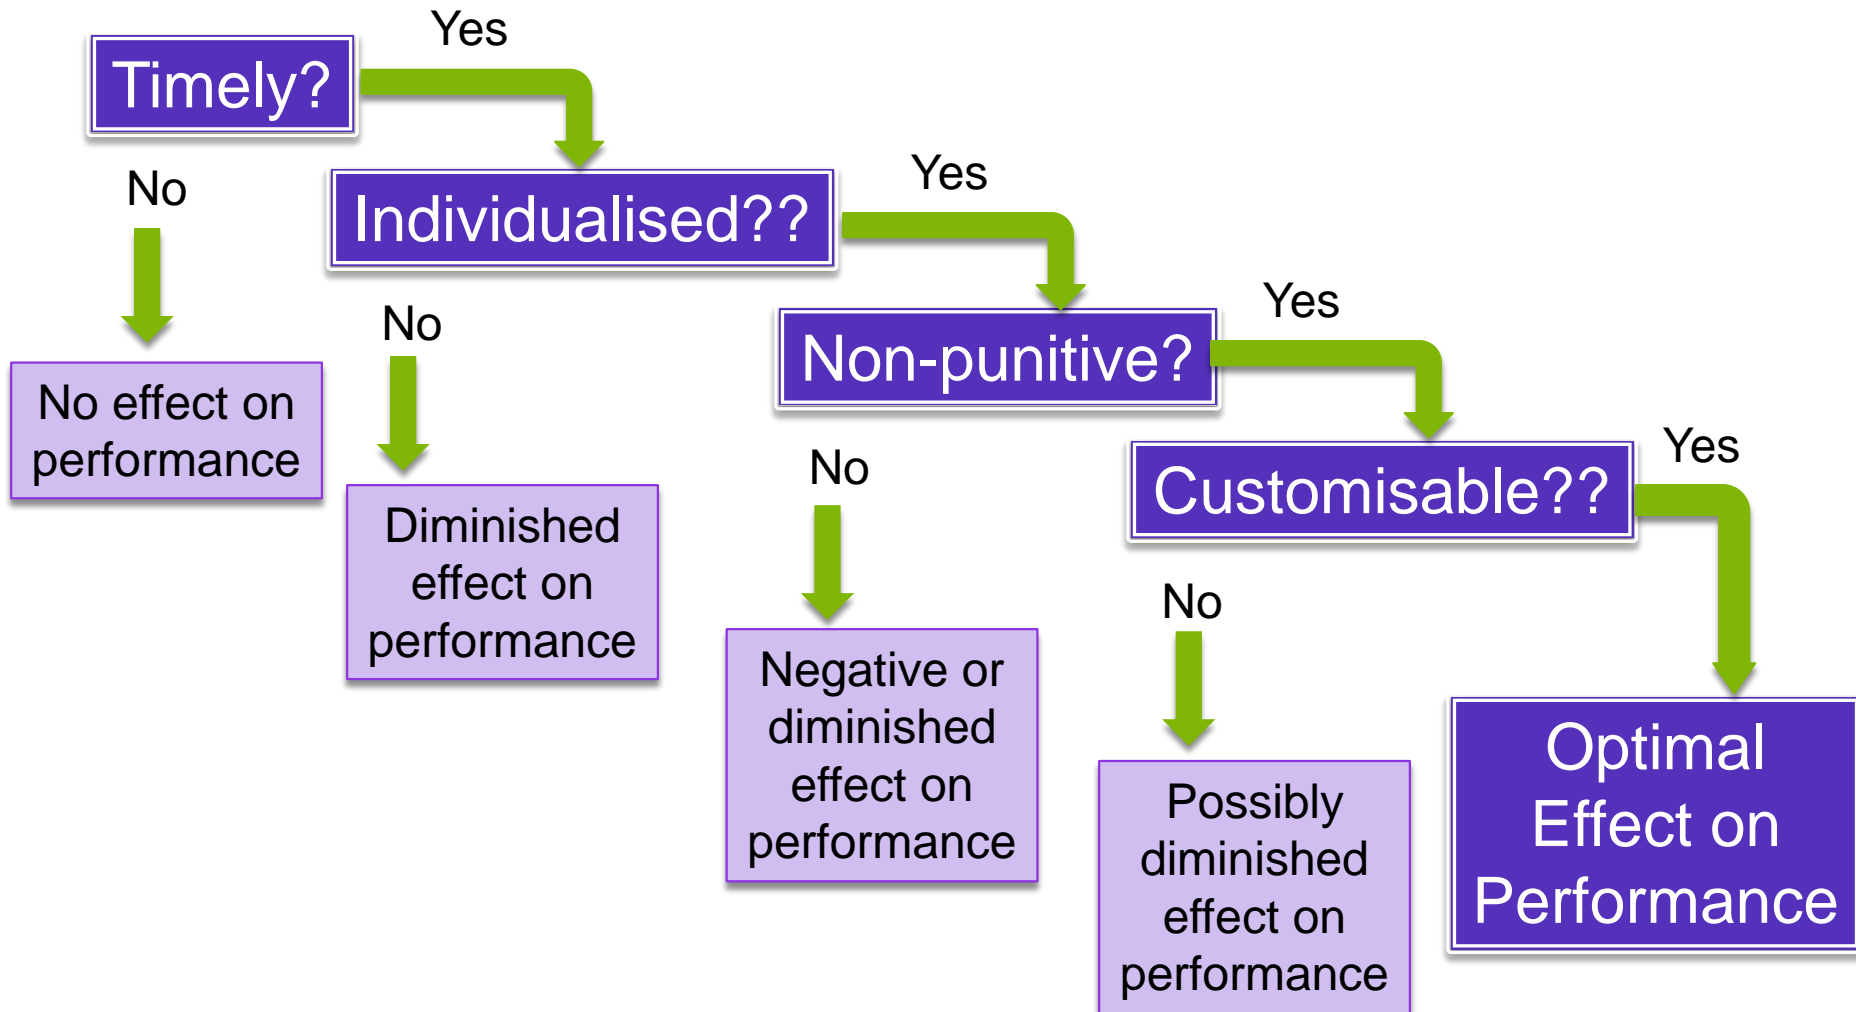 Yes
Timely?
No
Individualised??
Yes
No
Non-punitive?
Yes
No effect on
performance
No
Customisable??
Yes
Diminished
effect on
performance
No
Negative or
diminished
effect on
performance
Possibly
diminished
effect on
performance
Optimal
Effect on
Performance